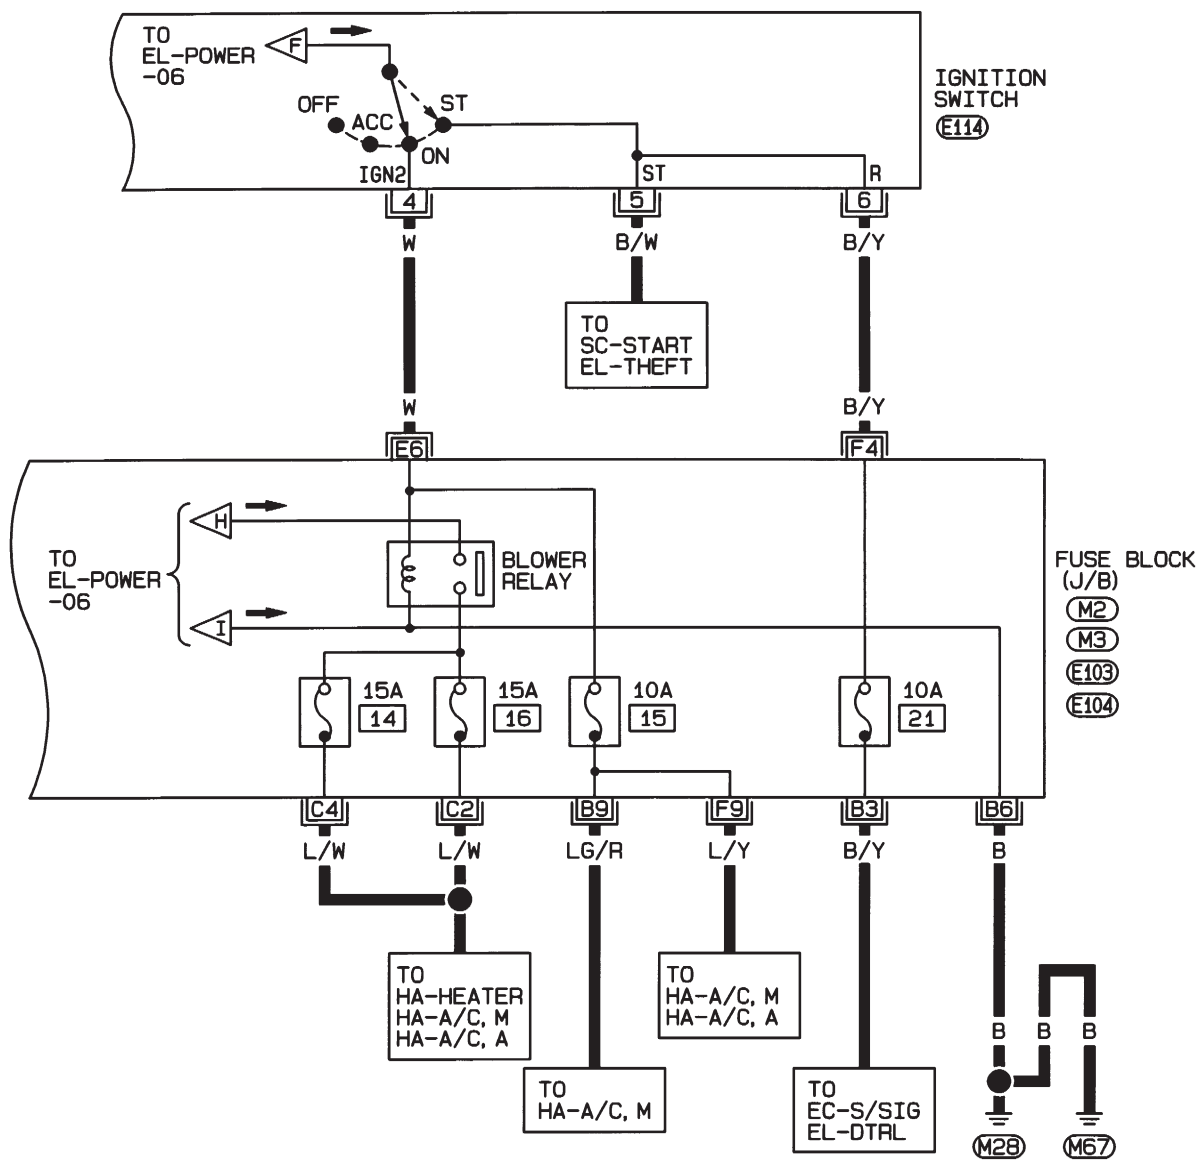 TO
EL-POWER
-06
F
IGNITION
SWITCH
E114
OFF
ACC
ST
ON
IGN2
ST
R
4
5
6
W
B/W
B/Y
TO
SC-START
EL-THEFT
W
B/Y
E6
F4
H
TO
EL-POWER
-06
I
BLOWER
RELAY
FUSE BLOCK
(J/B)
M2
M3
E103
E104
15A
14
15A
16
10A
15
10A
21
C4
C2
B9
F9
B3
B6
L/W
L/W
LG/R
L/Y
B/Y
B
TO
HA-HEATER
HA-A/C, M
HA-A/C, A
TO
HA-A/C, M
HA-A/C, A
TO
HA-A/C, M
TO
EC-S/SIG
EL-DTRL
B
B
B
M28
M67